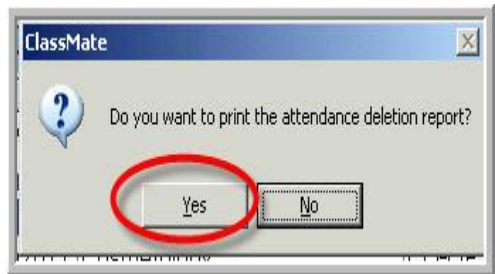 ClassMate
Do you want to print the attendance deletion report?
Yes
No